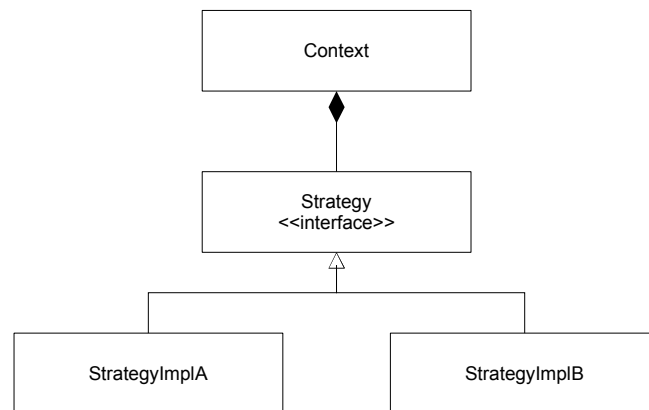 Context
Strategy
<<interface>>
StrategyImplA
StrategyImplB